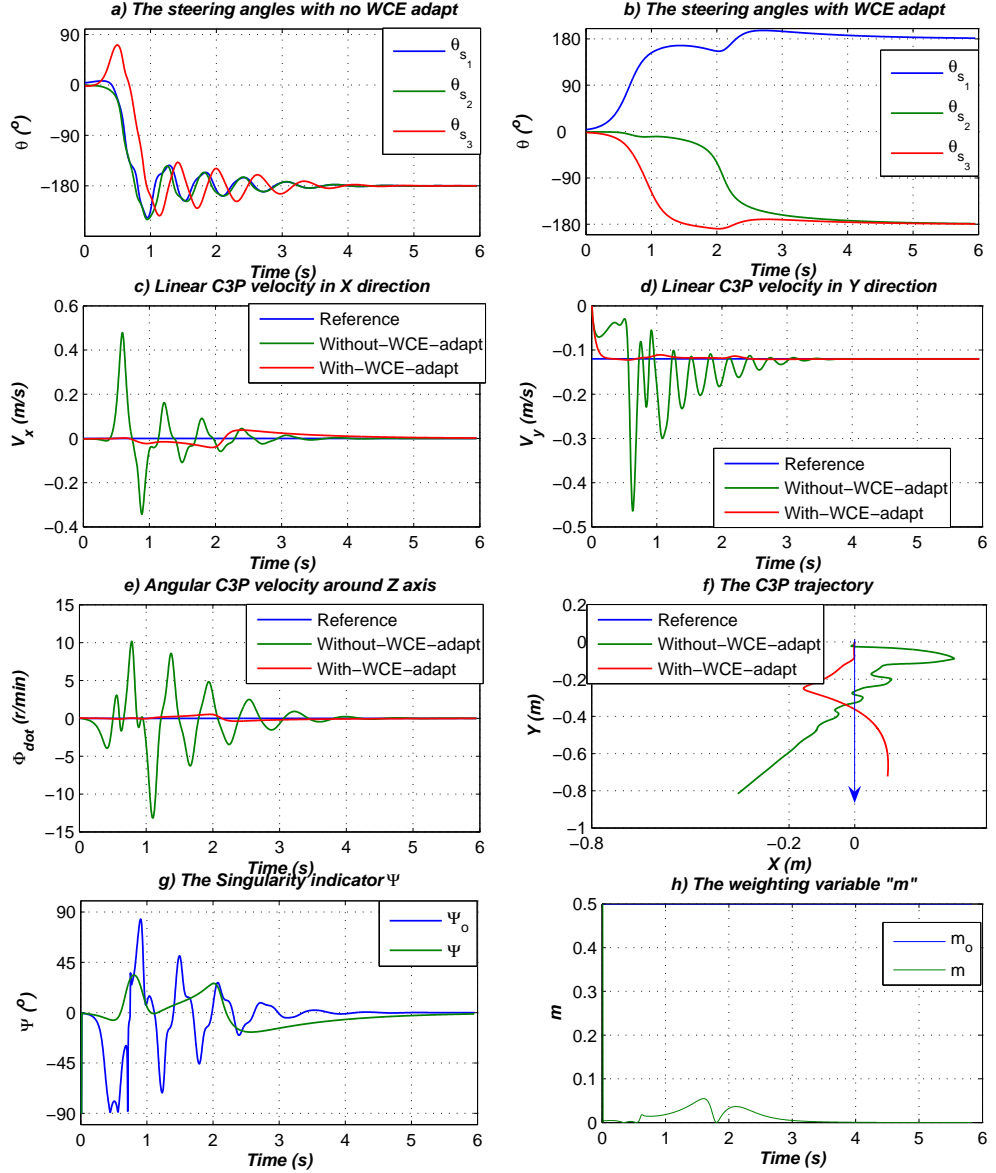 a) The steering angles with no WCE adapt
90
0
−90
−180
θ (º)
θs1
θs2
θs3
0 1 2 3 4 5 6
Time (s)
b) The steering angles with WCE adapt
180
90
0
−90
−180
θ (º)
θs1
θs2
θs3
0 1 2 3 4 5 6
Time (s)
c) Linear C3P velocity in X direction
0.6
0.4
0.2
0
−0.2
−0.4
Vx (m/s)
Reference
Without−WCE−adapt
With−WCE−adapt
0 1 2 3 4 5 6
Time (s)
d) Linear C3P velocity in Y direction
0
−0.1
−0.2
−0.3
−0.4
−0.5
Vy (m/s)
Reference
Without−WCE−adapt
With−WCE−adapt
0 1 2 3 4 5 6
Time (s)
e) Angular C3P velocity around Z axis
15
10
5
0
−5
−10
−15
Φdot (r/min)
Reference
Without−WCE−adapt
With−WCE−adapt
0 1 2 3 4 5 6
Time (s)
f) The C3P trajectory
0.2
0
−0.2
−0.4
−0.6
−0.8
−1
Y (m)
Reference
Without−WCE−adapt
With−WCE−adapt
−0.8 −0.2 0
X (m)
g) The Singularity indicator Ψ
90
45
0
−45
−90
Ψ (º)
Ψo
Ψ
0 1 2 3 4 5 6
Time (s)
h) The weighting variable "m"
0.5
0.4
0.3
0.2
0.1
0
m
mo
m
0 1 2 3 4 5 6
Time (s)